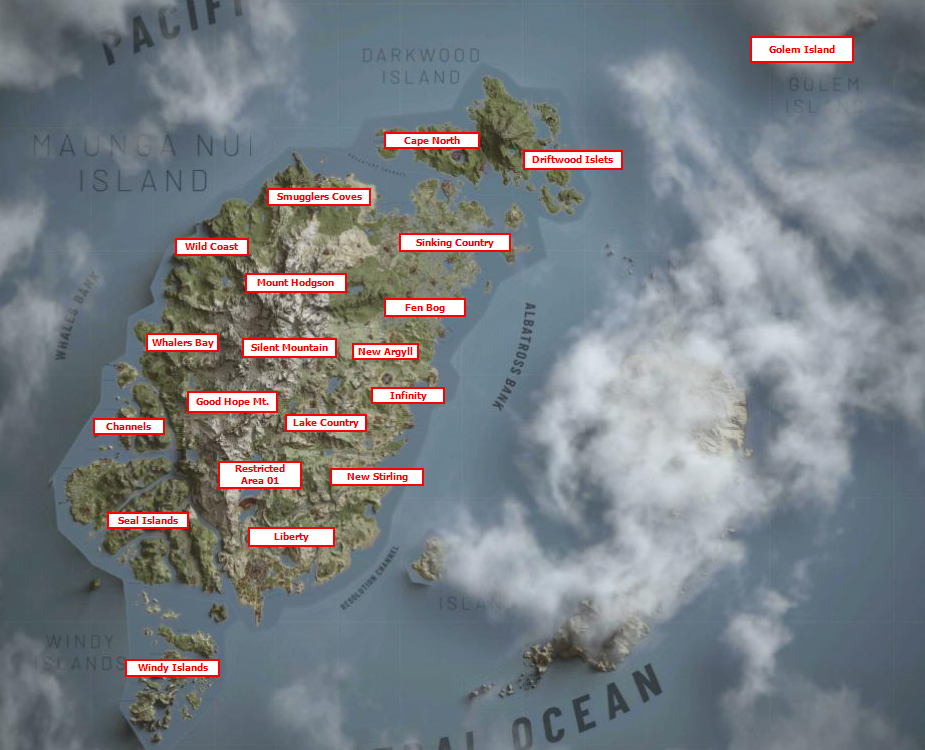 PACIFI
Golem Island
DARKWOOD
ISLAND
GOLEM
ISLAND
MAUNGA NUI
ISLAND
Cape North
Driftwood Islets
Smugglers Coves
Wild Coast
Sinking Country
Mount Hodgson
WHALES BANK
Fen Bog
ALBATROSS BANK
Whalers Bay
Silent Mountain
New Argyll
Infinity
Good Hope Mt.
Lake Country
Channels
Restricted
Area 01
New Stirling
Seal Islands
Liberty
RESOLUTION CHANNEL
ISLAN
WINDY
ISLANDS
Windy Islands
OCEAN